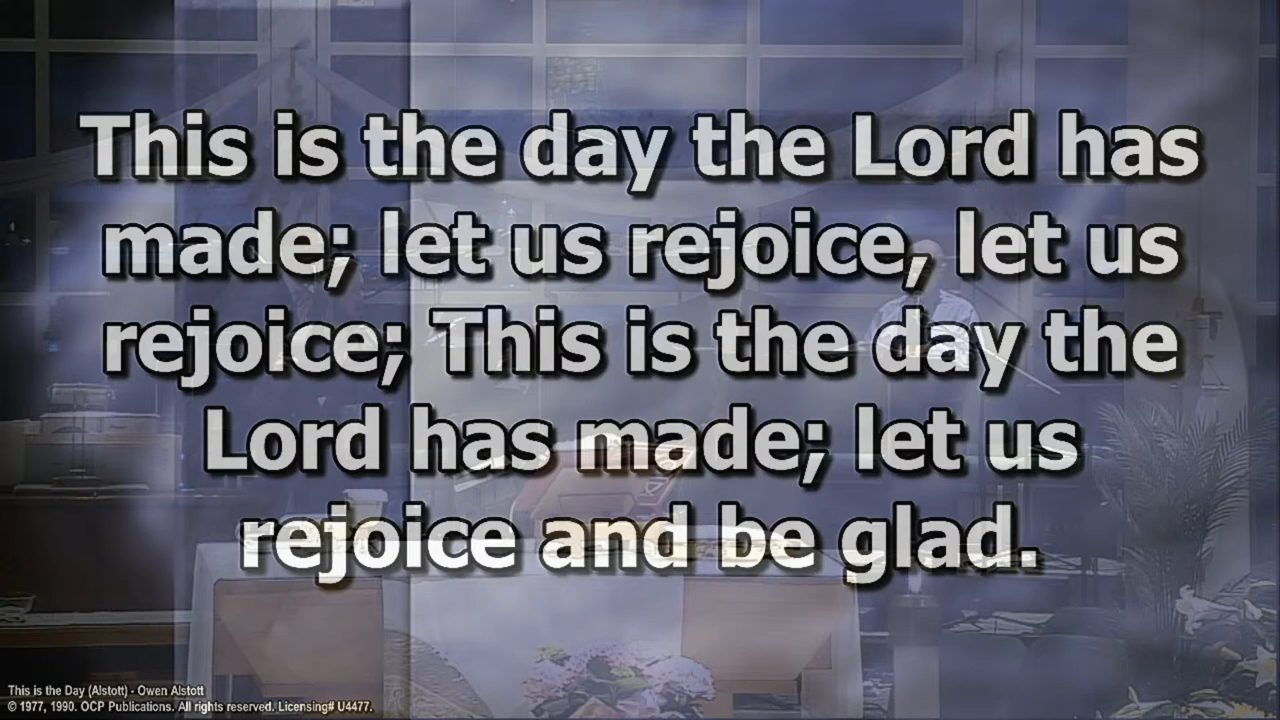 This is the day the Lord has
made; let us rejoice, let us
rejoice; This is the day the
Lord has made; let us
rejoice and be glad.
This is the Day (Alstott) - Owen Alstott
© 1977, 1990. OCP Publications. All rights reserved. Licensing# U4477.